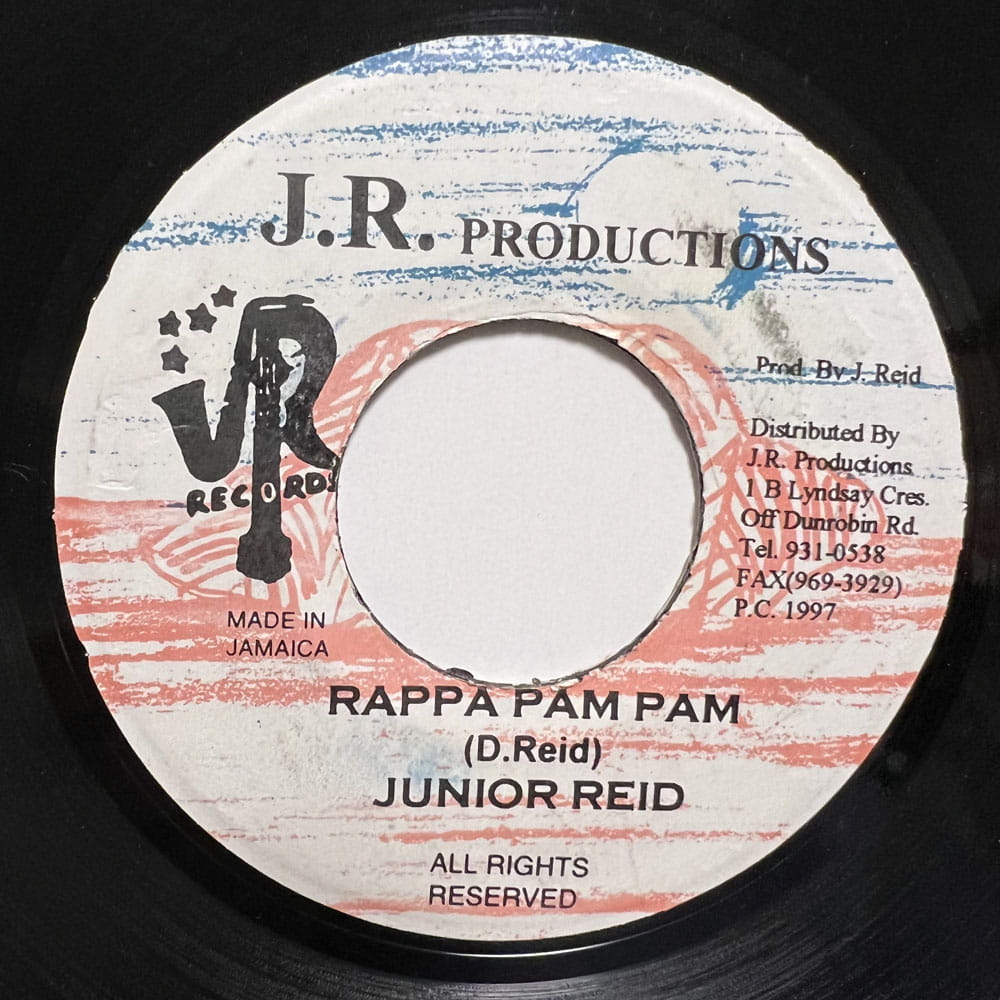 J.R. PRODUCTIONS
JR
RECORDS
Prod. By J. Reid
Distributed By
J.R. Productions
1 B Lyndsay Cres.
Off Dunrobin Rd.
Tel. 931-0538
FAX(969-3929)
P.C. 1997
MADE IN
JAMAICA
RAPPA PAM PAM
(D.Reid)
JUNIOR REID
ALL RIGHTS
RESERVED